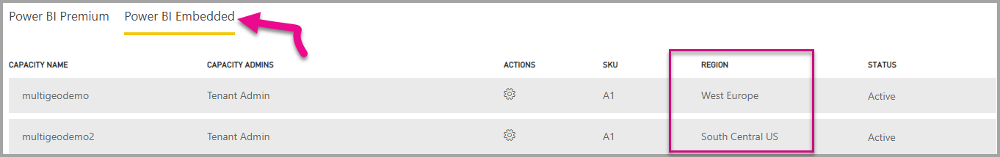 Power BI Premium Power BI Embedded
CAPACITY NAME CAPACITY ADMINS ACTIONS SKU REGION STATUS
multigeodemo Tenant Admin A1 West Europe Active
multigeodemo2 Tenant Admin A1 South Central US Active